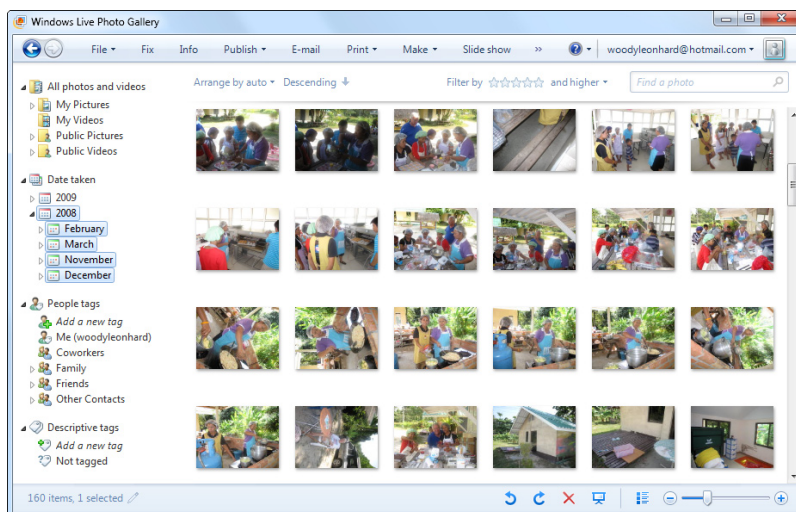 Windows Live Photo Gallery
File Fix Info Publish E-mail Print Make Slide show » woodyleonhard@hotmail.com
Arrange by auto Descending Filter by and higher Find a photo
All photos and videos
My Pictures
My Videos
Public Pictures
Public Videos
Date taken
2009
2008
February
March
November
December
People tags
Add a new tag
Me (woodyleonhard)
Coworkers
Family
Friends
Other Contacts
Descriptive tags
Add a new tag
Not tagged
160 items, 1 selected